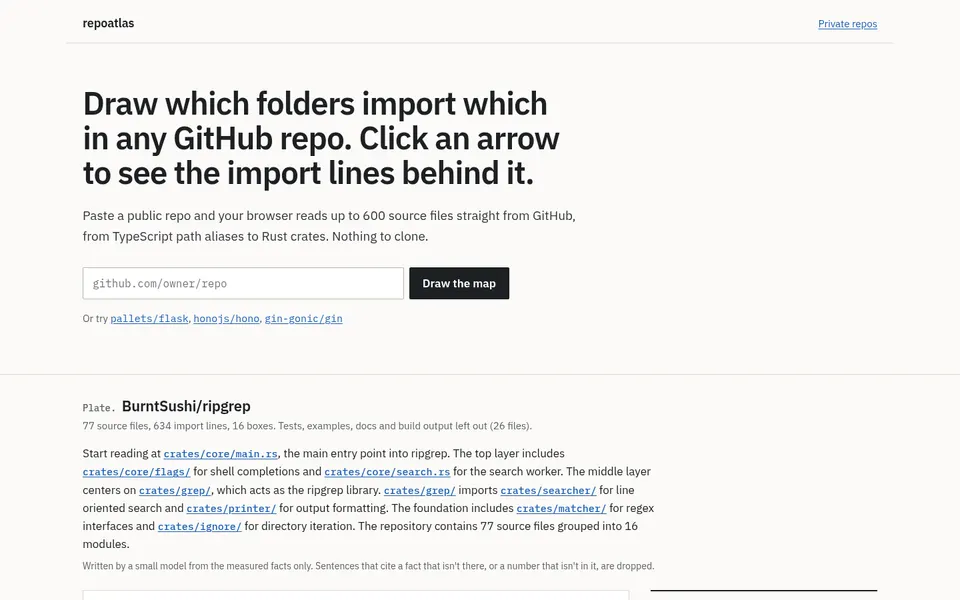 repoatlas
Private repos
Draw which folders import which
in any GitHub repo. Click an arrow
to see the import lines behind it.
Paste a public repo and your browser reads up to 600 source files straight from GitHub,
from TypeScript path aliases to Rust crates. Nothing to clone.
github.com/owner/repo
Draw the map
Or try pallets/flask, honojs/hono, gin-gonic/gin
Plate. BurntSushi/ripgrep
77 source files, 634 import lines, 16 boxes. Tests, examples, docs and build output left out (26 files).
Start reading at crates/core/main.rs, the main entry point into ripgrep. The top layer includes
crates/core/flags/ for shell completions and crates/core/search.rs for the search worker. The middle layer
centers on crates/grep/, which acts as the ripgrep library. crates/grep/ imports crates/searcher/ for line
oriented search and crates/printer/ for output formatting. The foundation includes crates/matcher/ for regex
interfaces and crates/ignore/ for directory iteration. The repository contains 77 source files grouped into 16
modules.
Written by a small model from the measured facts only. Sentences that cite a fact that isn't there, or a number that isn't in it, are dropped.